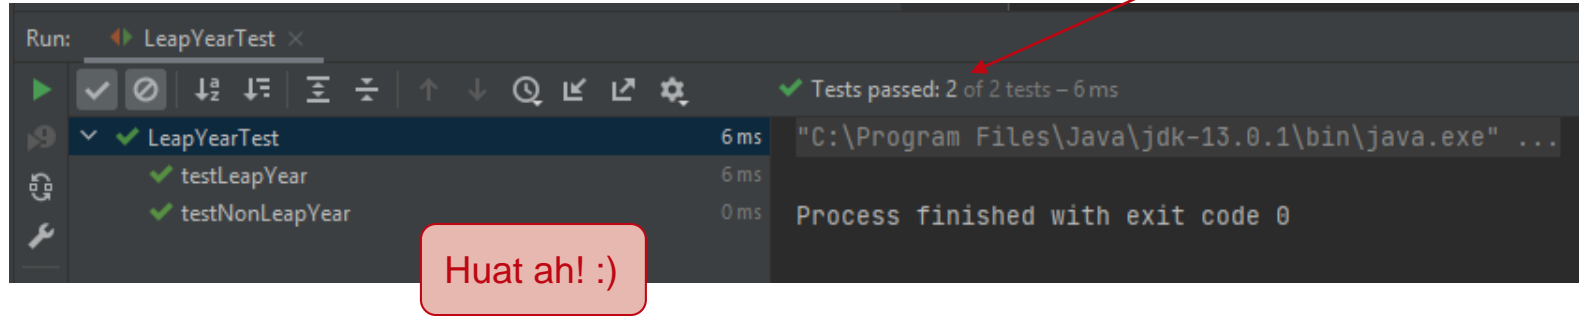 Run: LeapYearTest
Tests passed: 2 of 2 tests – 6 ms
LeapYearTest 6 ms
testLeapYear 6 ms
testNonLeapYear 0 ms
"C:\Program Files\Java\jdk-13.0.1\bin\java.exe" ...
Process finished with exit code 0
Huat ah! :)